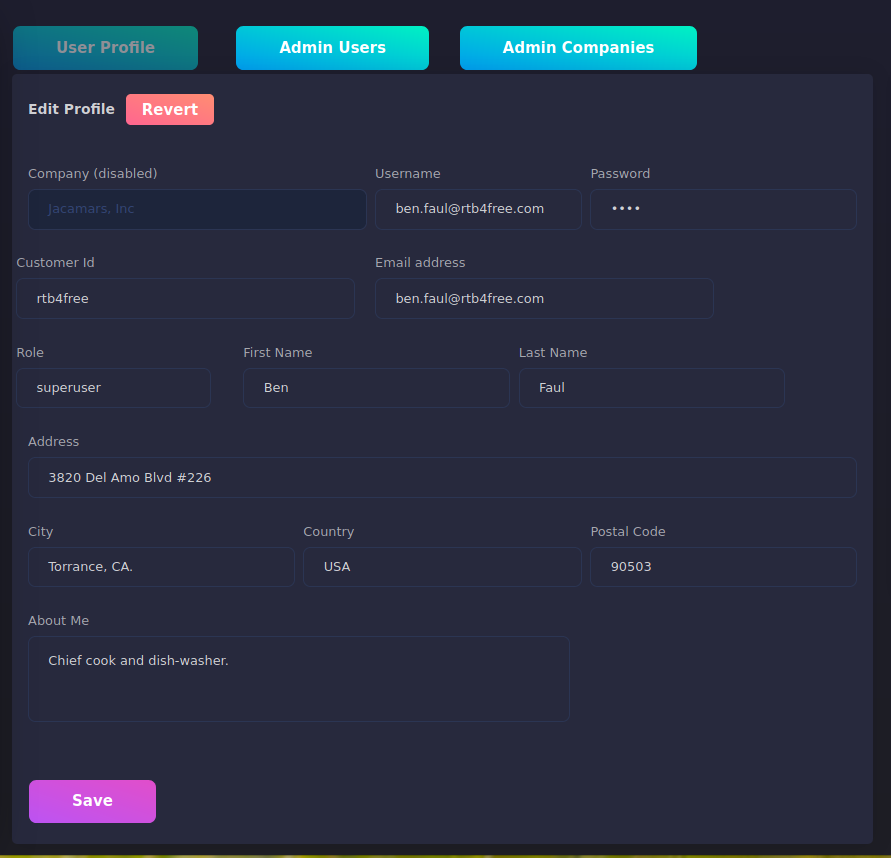 User Profile Admin Users Admin Companies
Edit Profile Revert
Company (disabled) Username Password
Jacamars, Inc ben.faul@rtb4free.com ••••
Customer Id Email address
rtb4free ben.faul@rtb4free.com
Role First Name Last Name
superuser Ben Faul
Address
3820 Del Amo Blvd #226
City Country Postal Code
Torrance, CA. USA 90503
About Me
Chief cook and dish-washer.
Save